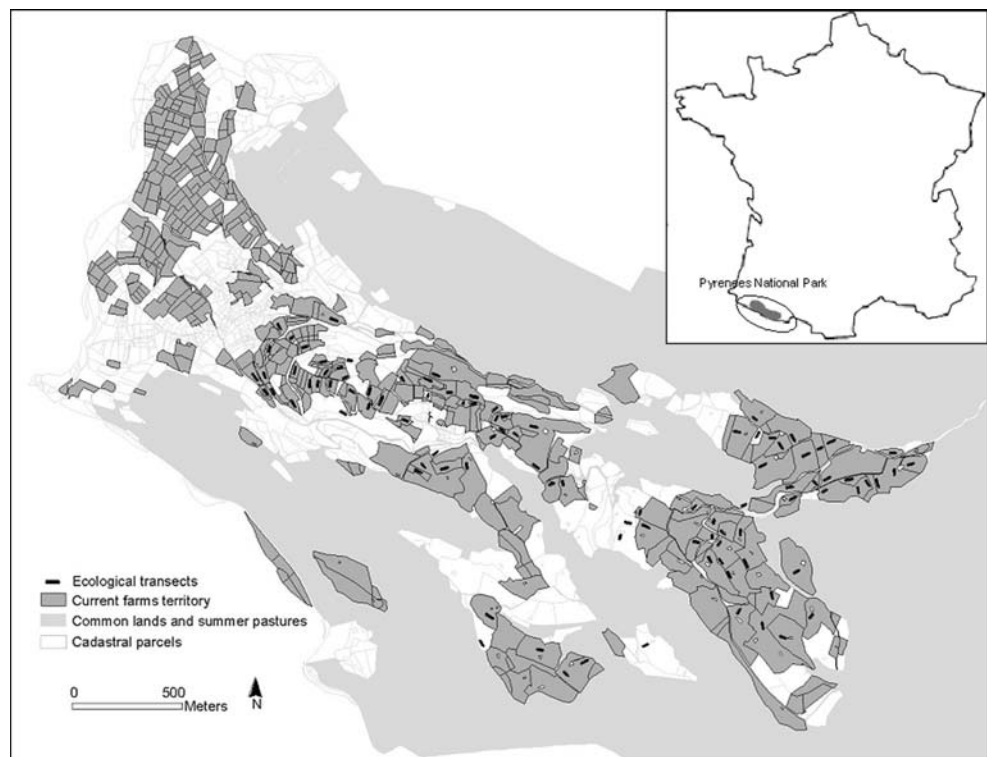 Pyrenees National Park
Ecological transects
Current farms territory
Common lands and summer pastures
Cadastral parcels
0 500
Meters
N